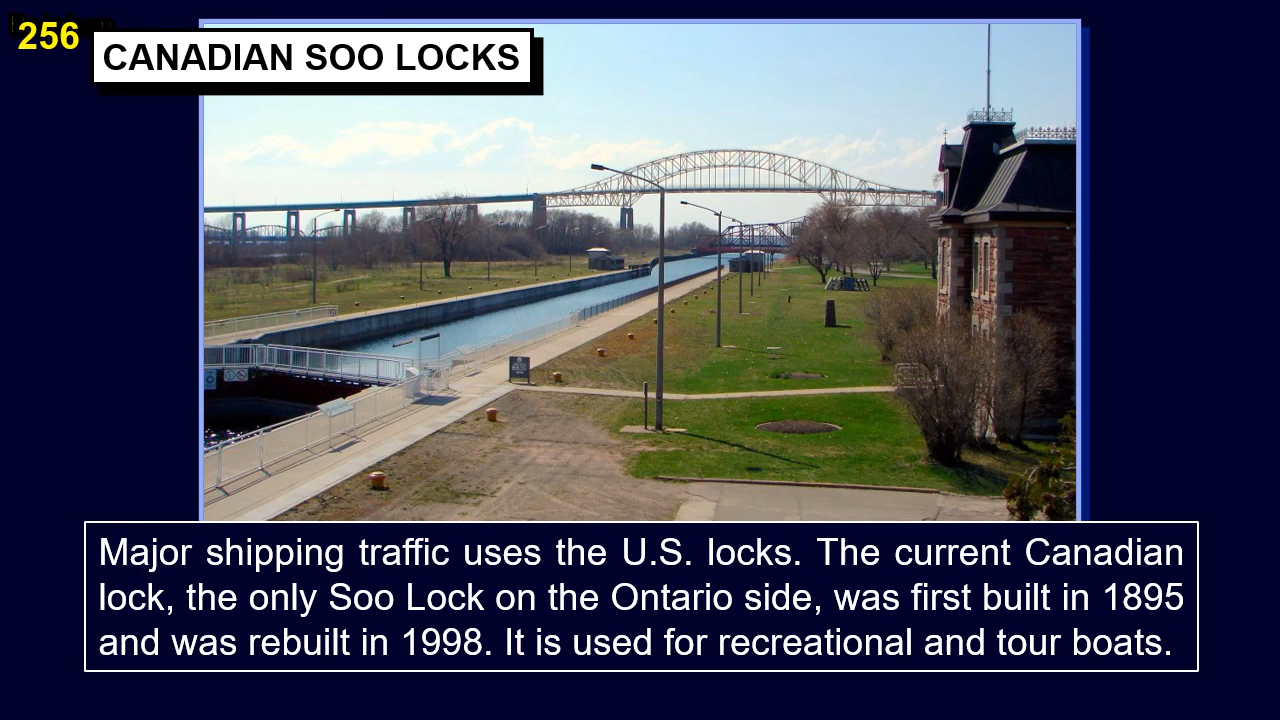 256
CANADIAN SOO LOCKS
Major shipping traffic uses the U.S. locks. The current Canadian
lock, the only Soo Lock on the Ontario side, was first built in 1895
and was rebuilt in 1998. It is used for recreational and tour boats.